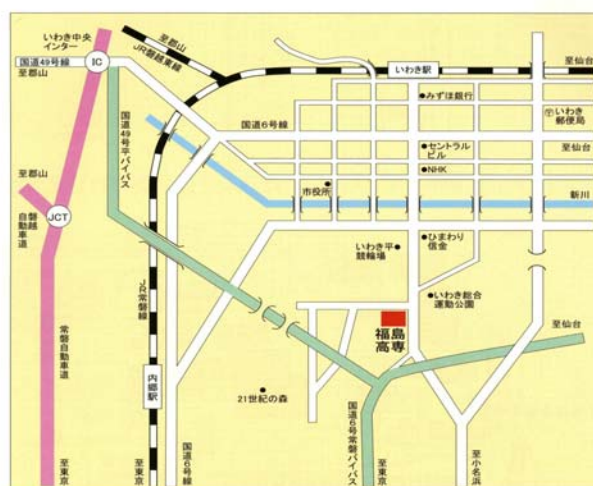 いわき中央
インター
IC
国道49号線
至郡山
至郡山
JR磐越東線
いわき駅
至仙台
みずほ銀行
いわき
郵便局
国道6号線
国道49号平バイパス
セントラル
ビル
至仙台
NHK
至郡山
市役所
新川
JCT
磐越
自動車道
ひまわり
信金
いわき平
競輪場
JR常磐線
いわき総合
運動公園
福島
高専
至仙台
常磐自動車道
内郷駅
21世紀の森
国道6号線
国道6号常磐バイパス
至小名浜
至東京
至東京
至東京